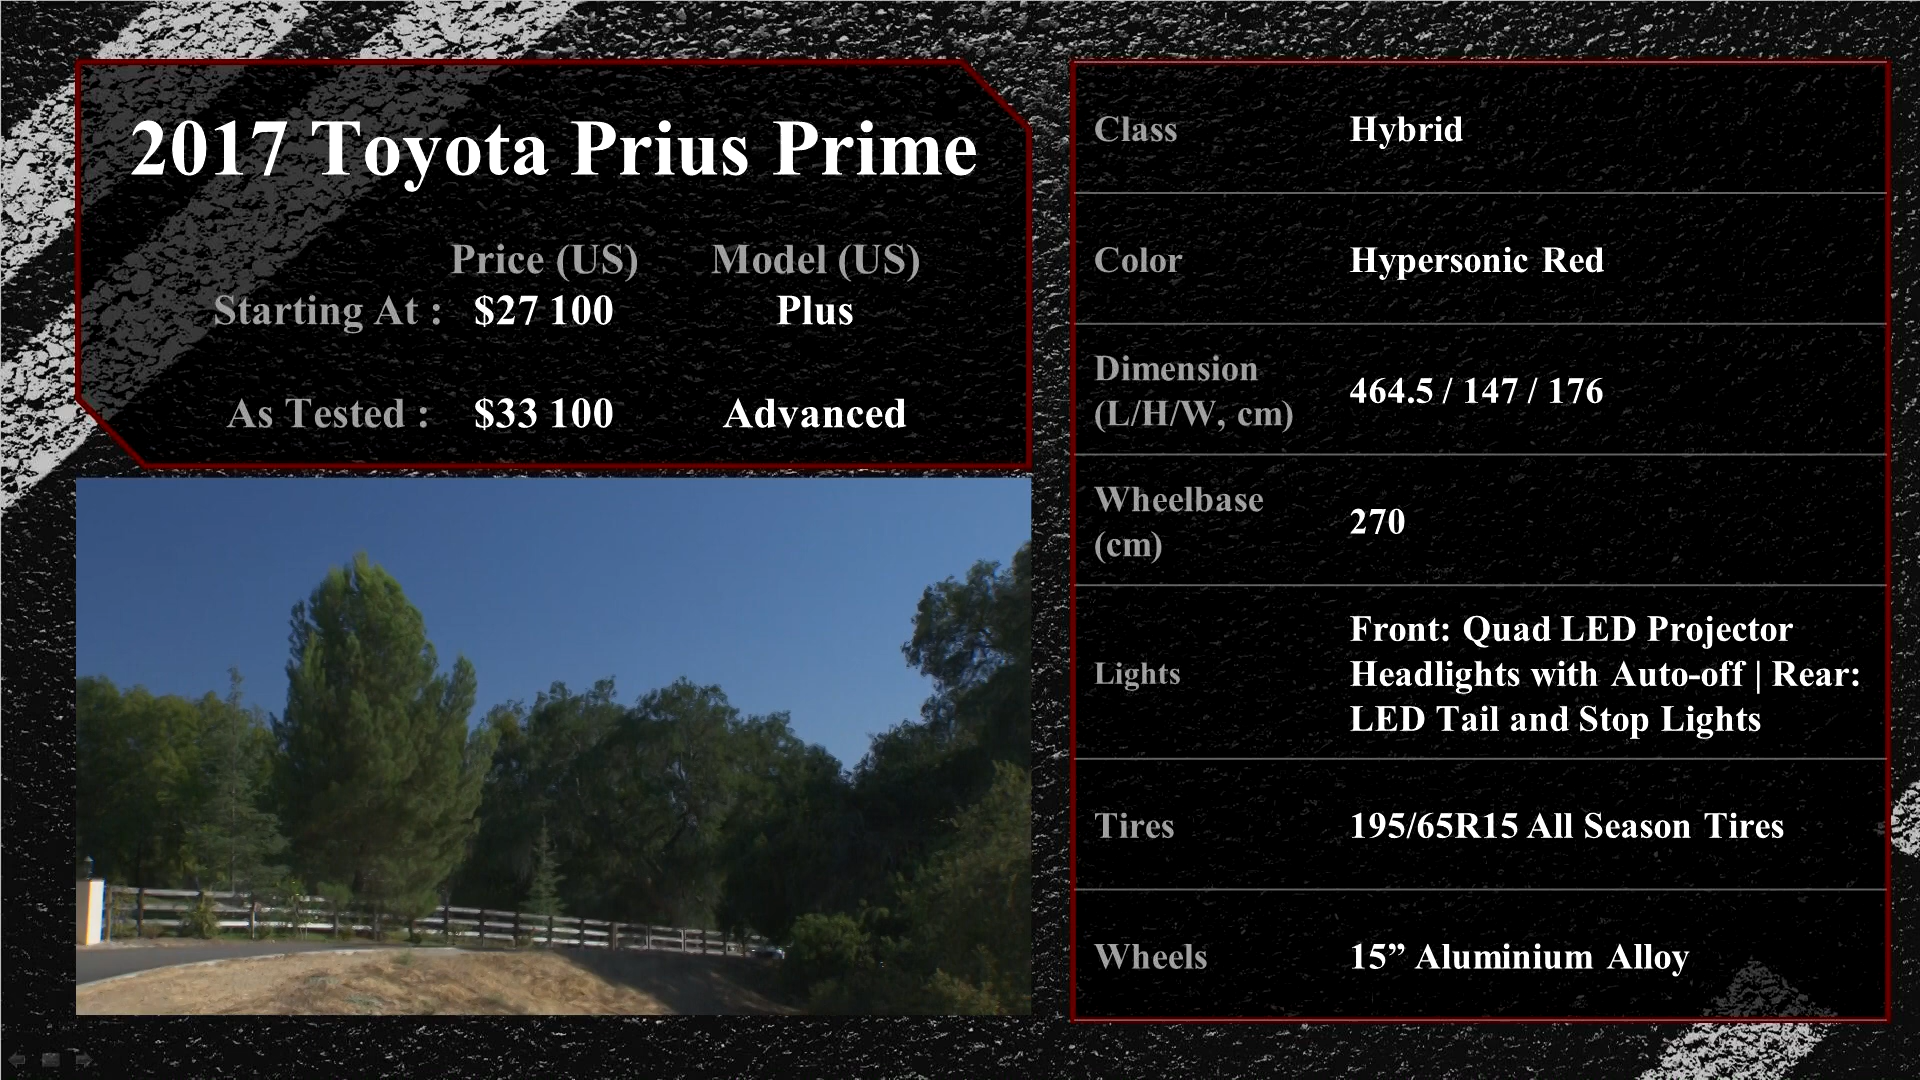 2017 Toyota Prius Prime
Price (US) Model (US)
Starting At : $27 100 Plus
As Tested : $33 100 Advanced
Class Hybrid
Color Hypersonic Red
Dimension
(L/H/W, cm) 464.5 / 147 / 176
Wheelbase
(cm) 270
Lights Front: Quad LED Projector
Headlights with Auto-off | Rear:
LED Tail and Stop Lights
Tires 195/65R15 All Season Tires
Wheels 15” Aluminium Alloy